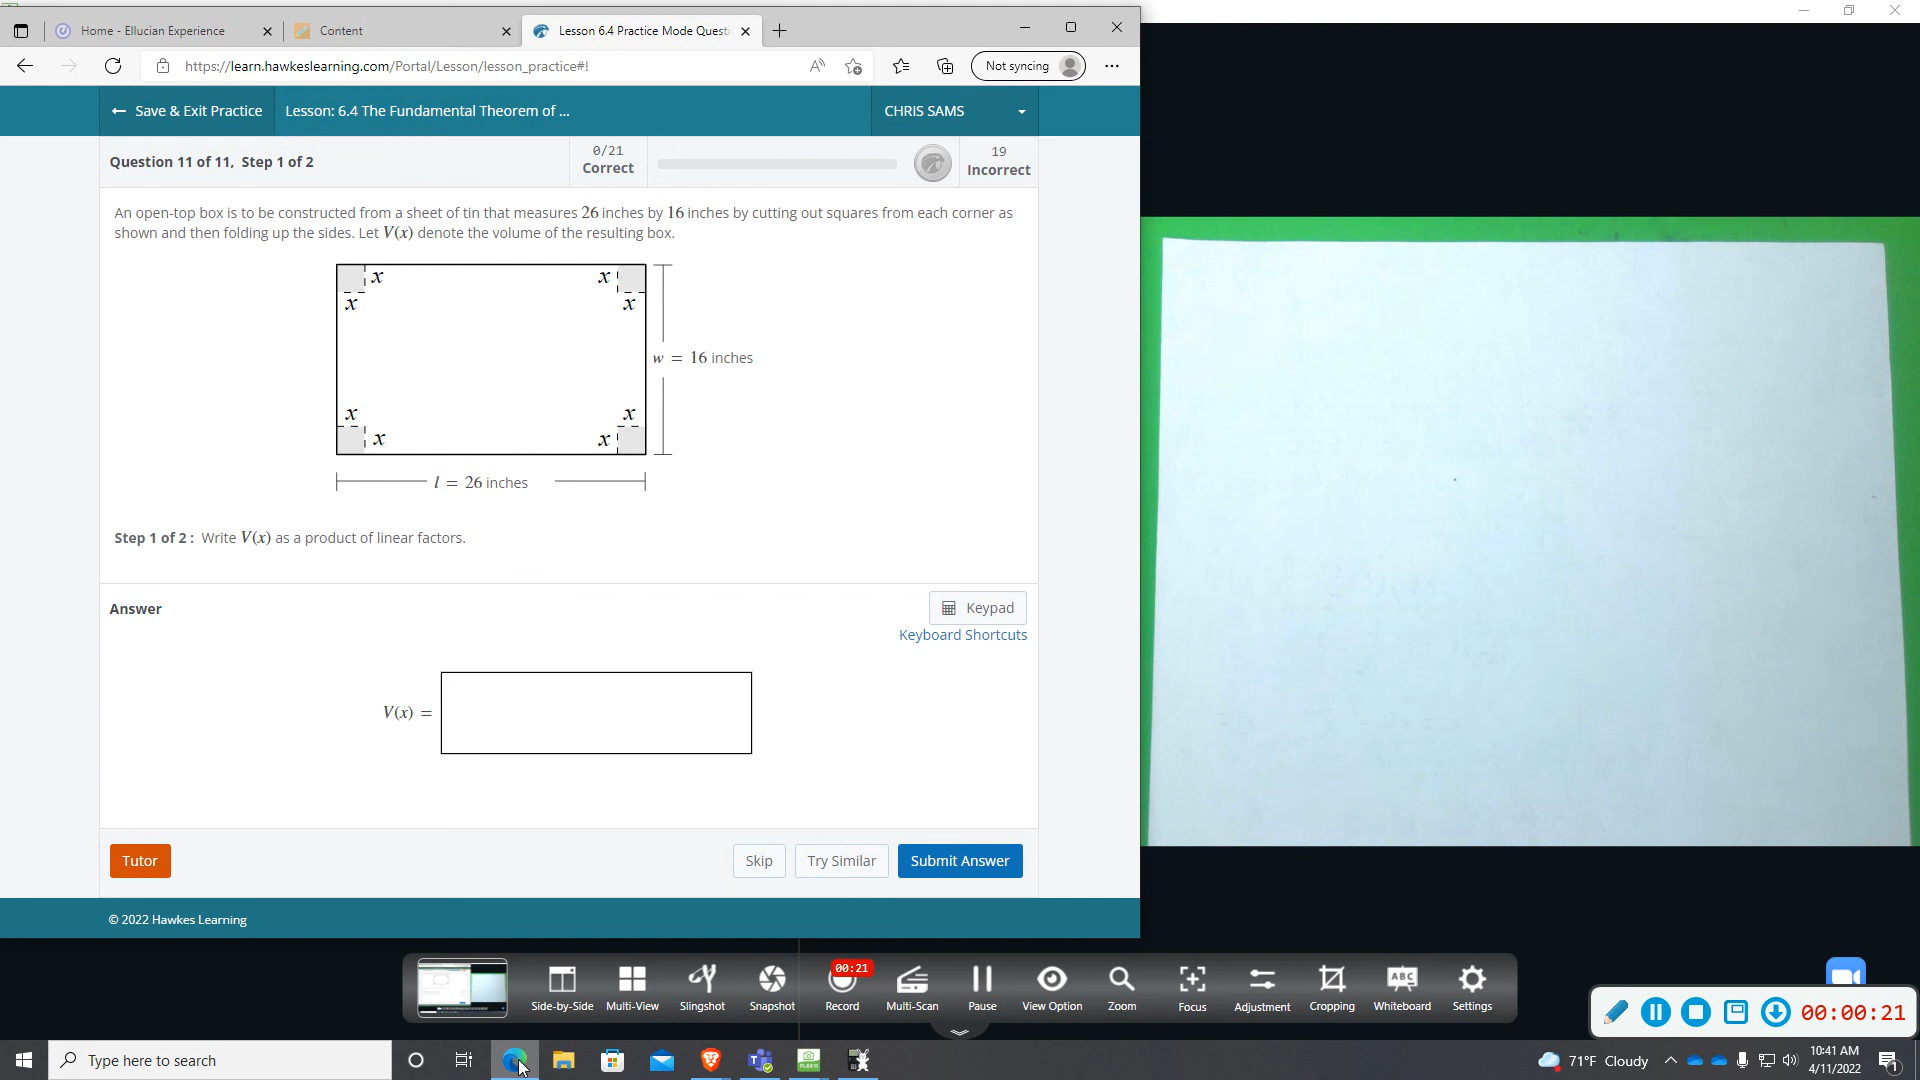 Home - Ellucian Experience
Content
Lesson 6.4 Practice Mode Questi
https://learn.hawkeslearning.com/Portal/Lesson/lesson_practice#!
Not syncing
← Save & Exit Practice
Lesson: 6.4 The Fundamental Theorem of ...
CHRIS SAMS
Question 11 of 11, Step 1 of 2
0/21
Correct
19
Incorrect
An open-top box is to be constructed from a sheet of tin that measures 26 inches by 16 inches by cutting out squares from each corner as
shown and then folding up the sides. Let V(x) denote the volume of the resulting box.
x x
x x
w = 16 inches
x x
x x
l = 26 inches
Step 1 of 2 : Write V(x) as a product of linear factors.
Answer
Keypad
Keyboard Shortcuts
V(x) =
Tutor
Skip
Try Similar
Submit Answer
© 2022 Hawkes Learning
00:21
ABC
Side-by-Side
Multi-View
Slingshot
Snapshot
Record
Multi-Scan
Pause
View Option
Zoom
Focus
Adjustment
Cropping
Whiteboard
Settings
00:00:21
Type here to search
71°F Cloudy
10:41 AM
4/11/2022
1